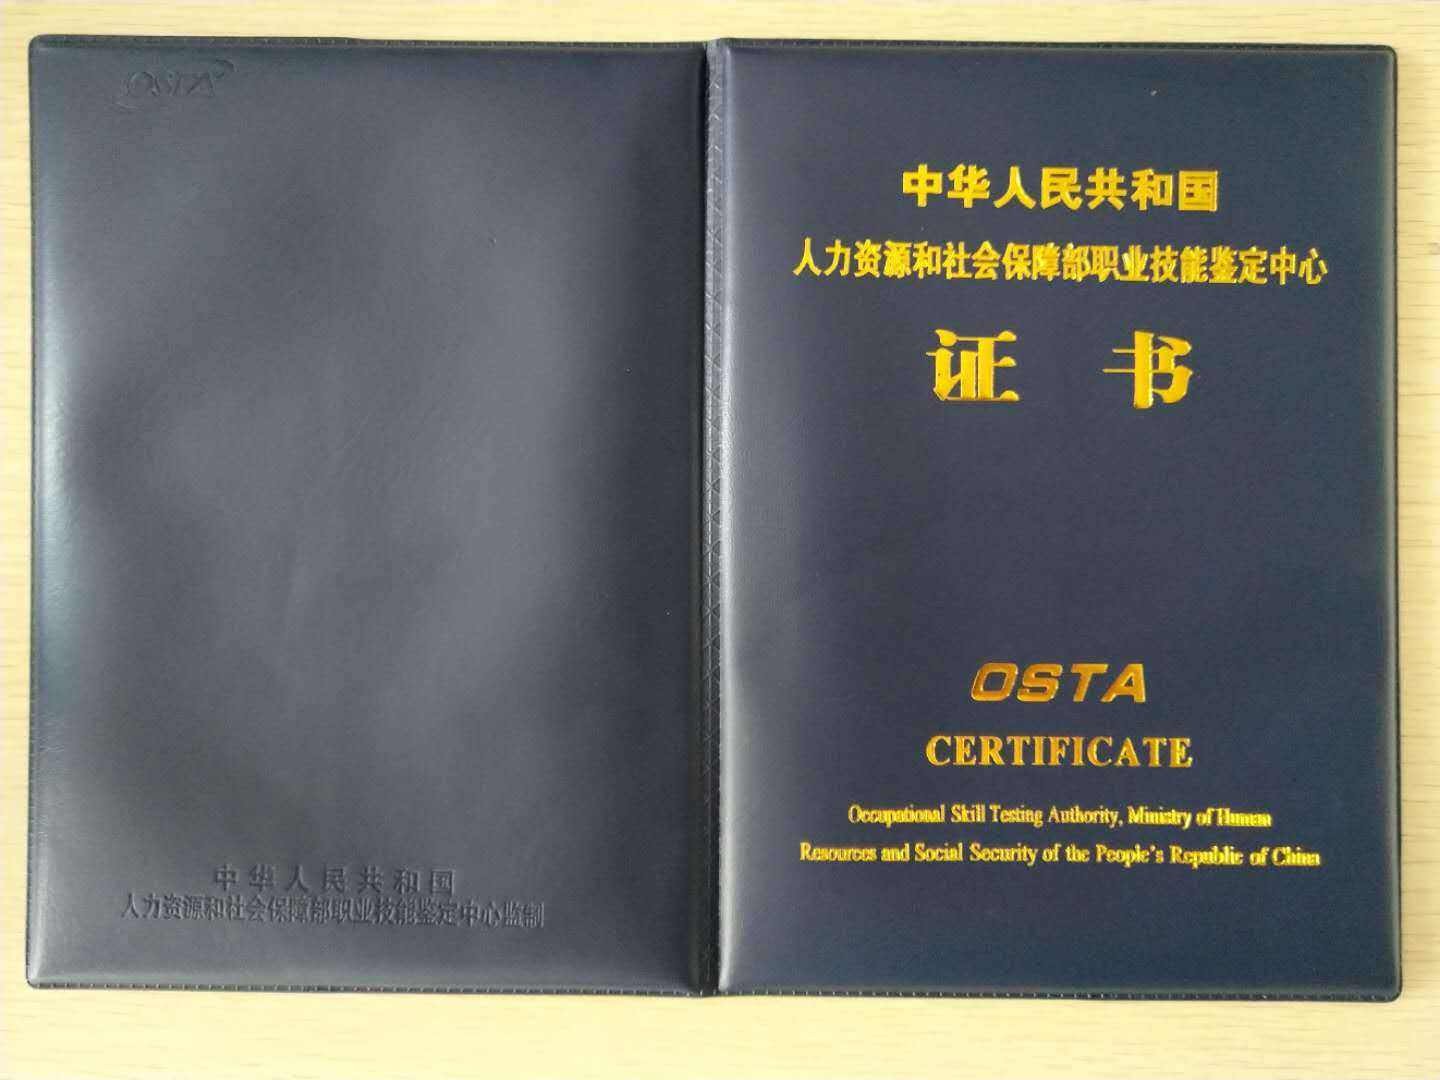 OSTA
中华人民共和国
人力资源和社会保障部职业技能鉴定中心监制
中华人民共和国
人力资源和社会保障部职业技能鉴定中心
证 书
OSTA
CERTIFICATE
Occupational Skill Testing Authority, Ministry of Human
Resources and Social Security of the People's Republic of China